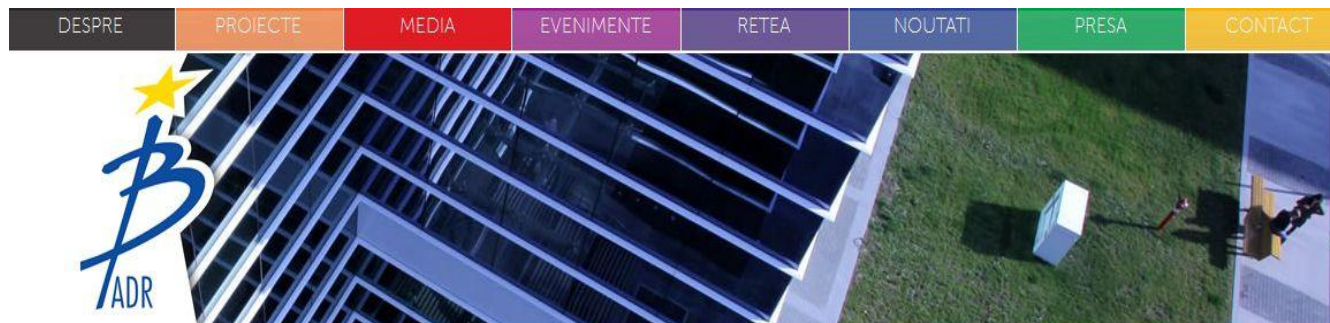 DESPRE PROIECTE MEDIA EVENIMENTE RETEA NOUTATI PRESA CONTACT
B
ADR